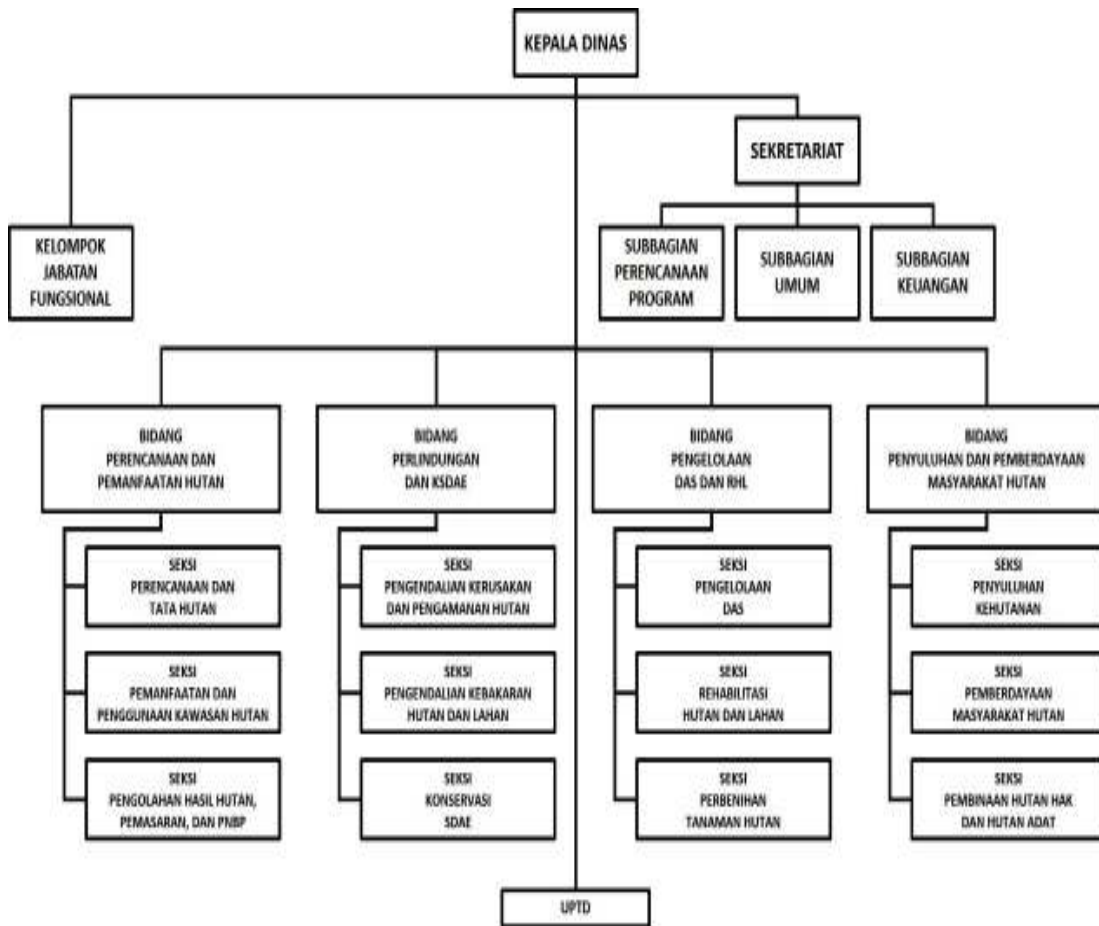 KEPALA DINAS
SEKRETARIAT
KELOMPOK
JABATAN
FUNGSIONAL
SUBBAGIAN
PERENCANAAN
PROGRAM
SUBBAGIAN
UMUM
SUBBAGIAN
KEUANGAN
BIDANG
PERENCANAAN DAN
PEMANFAATAN HUTAN
BIDANG
PERLINDUNGAN
DAN KSDAE
BIDANG
PENGELOLAAN
DAS DAN RHL
BIDANG
PENYULUHAN DAN PEMBERDAYAAN
MASYARAKAT HUTAN
SEKSI
PERENCANAAN DAN
TATA HUTAN
SEKSI
PENGENDALIAN KERUSAKAN
DAN PENGAMANAN HUTAN
SEKSI
PENGELOLAAN
DAS
SEKSI
PENYULUHAN
KEHUTANAN
SEKSI
PEMANFAATAN DAN
PENGGUNAAN KAWASAN HUTAN
SEKSI
PENGENDALIAN KEBAKARAN
HUTAN DAN LAHAN
SEKSI
REHABILITASI
HUTAN DAN LAHAN
SEKSI
PEMBERDAYAAN
MASYARAKAT HUTAN
SEKSI
PENGOLAHAN HASIL HUTAN,
PEMASARAN, DAN PNBP
SEKSI
KONSERVASI
SDAE
SEKSI
PERBENIHAN
TANAMAN HUTAN
SEKSI
PEMBINAAN HUTAN HAK
DAN HUTAN ADAT
UPTD